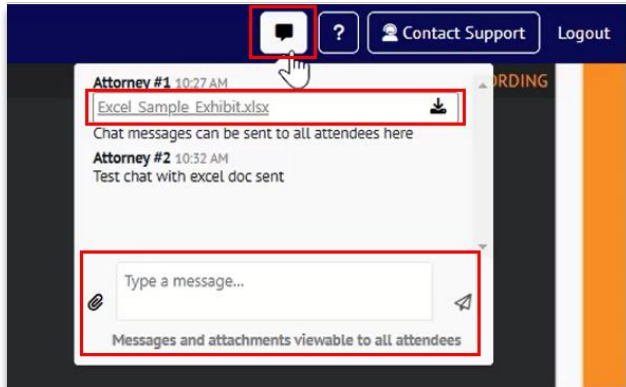 ? Contact Support Logout
Attorney #1 10:27 AM
RDING
Excel_Sample_Exhibit.xlsx
Chat messages can be sent to all attendees here
Attorney #2 10:32 AM
Test chat with excel doc sent
Type a message...
Messages and attachments viewable to all attendees